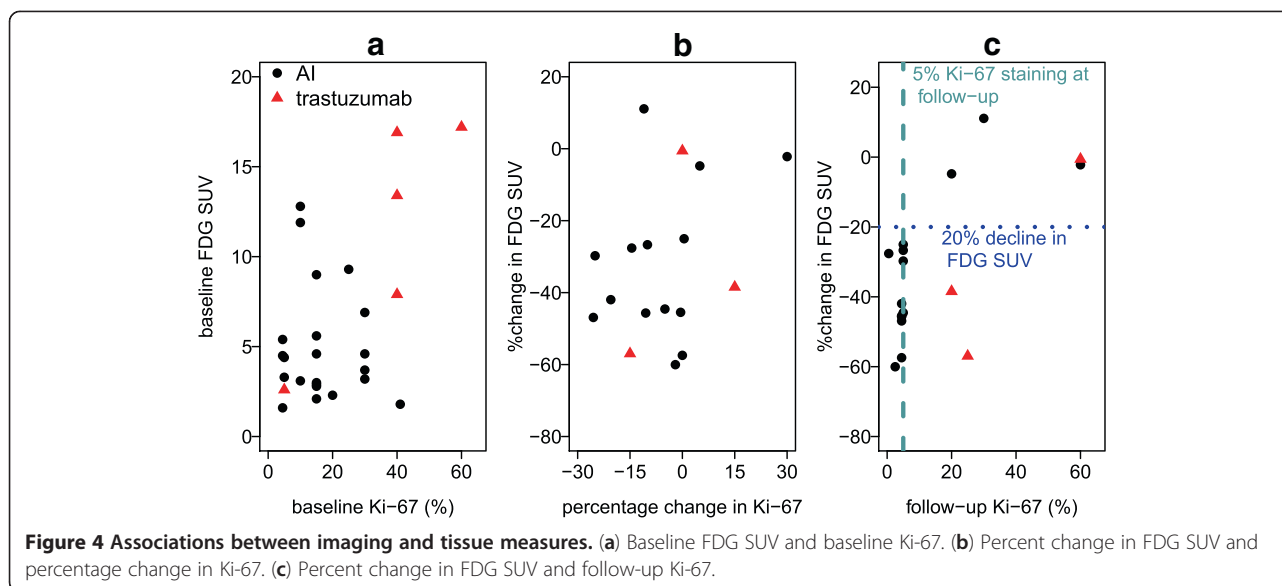 a
b
c
AI
trastuzumab
20
15
10
5
0
baseline FDG SUV
0 20 40 60
baseline Ki−67 (%)
20
0
−20
−40
−60
−80
%change in FDG SUV
−30 −15 0 15 30
percentage change in Ki−67
5% Ki−67 staining at
follow−up
20% decline in
FDG SUV
20
0
−20
−40
−60
−80
%change in FDG SUV
0 20 40 60
follow−up Ki−67 (%)
Figure 4 Associations between imaging and tissue measures. (a) Baseline FDG SUV and baseline Ki-67. (b) Percent change in FDG SUV and
percentage change in Ki-67. (c) Percent change in FDG SUV and follow-up Ki-67.